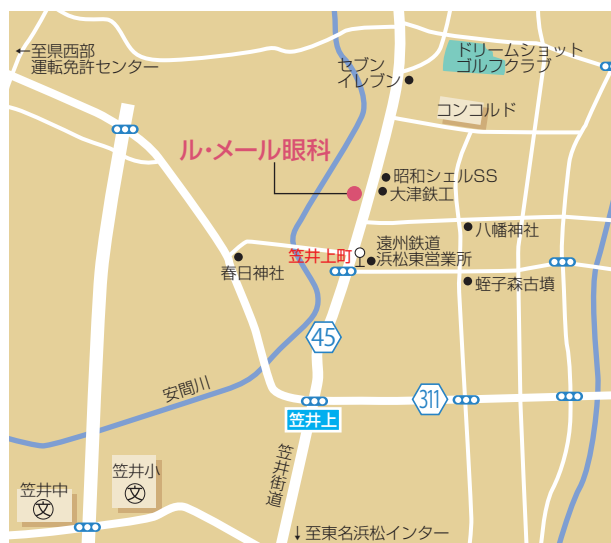 ←至県西部
運転免許センター
ドリームショット
ゴルフクラブ
セブン
イレブン
コンコルド
ル・メール眼科
昭和シェルSS
大津鉄工
八幡神社
笠井上町
遠州鉄道
浜松東営業所
春日神社
蛭子森古墳
45
安間川
311
笠井上
笠井街道
笠井小
文
笠井中
文
↓至東名浜松インター